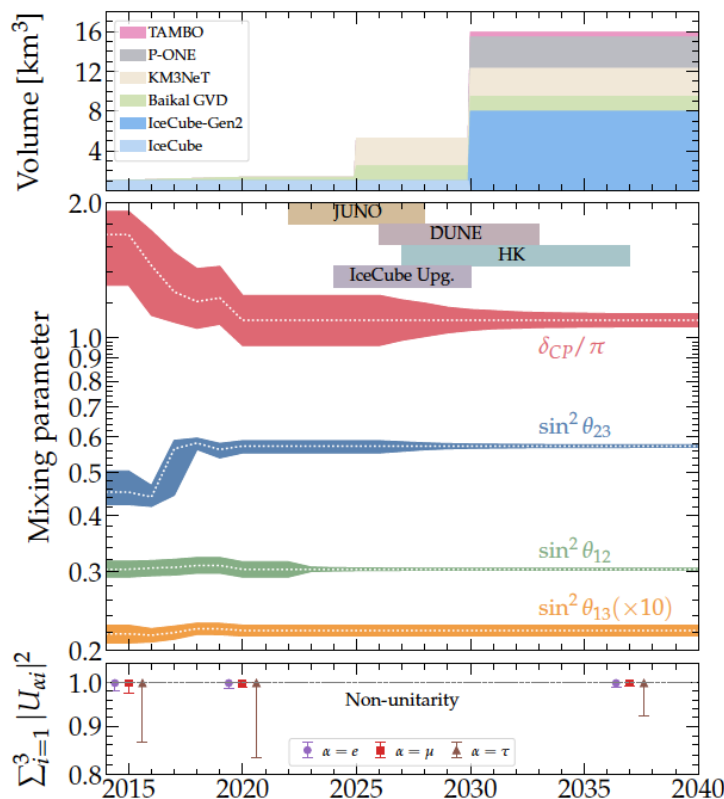 Volume [km³]
16
12
8
4
TAMBO
P-ONE
KM3NeT
Baikal GVD
IceCube-Gen2
IceCube
Mixing parameter
2.0
1.0
0.9
0.8
0.7
0.6
0.5
0.4
0.3
0.2
JUNO
DUNE
HK
IceCube Upg.
δ_CP/π
sin² θ₂₃
sin² θ₁₂
sin² θ₁₃(×10)
∑³ᵢ₌₁ |U_αi|²
1.0
0.9
0.8
Non-unitarity
α = e α = μ α = τ
2015 2020 2025 2030 2035 2040